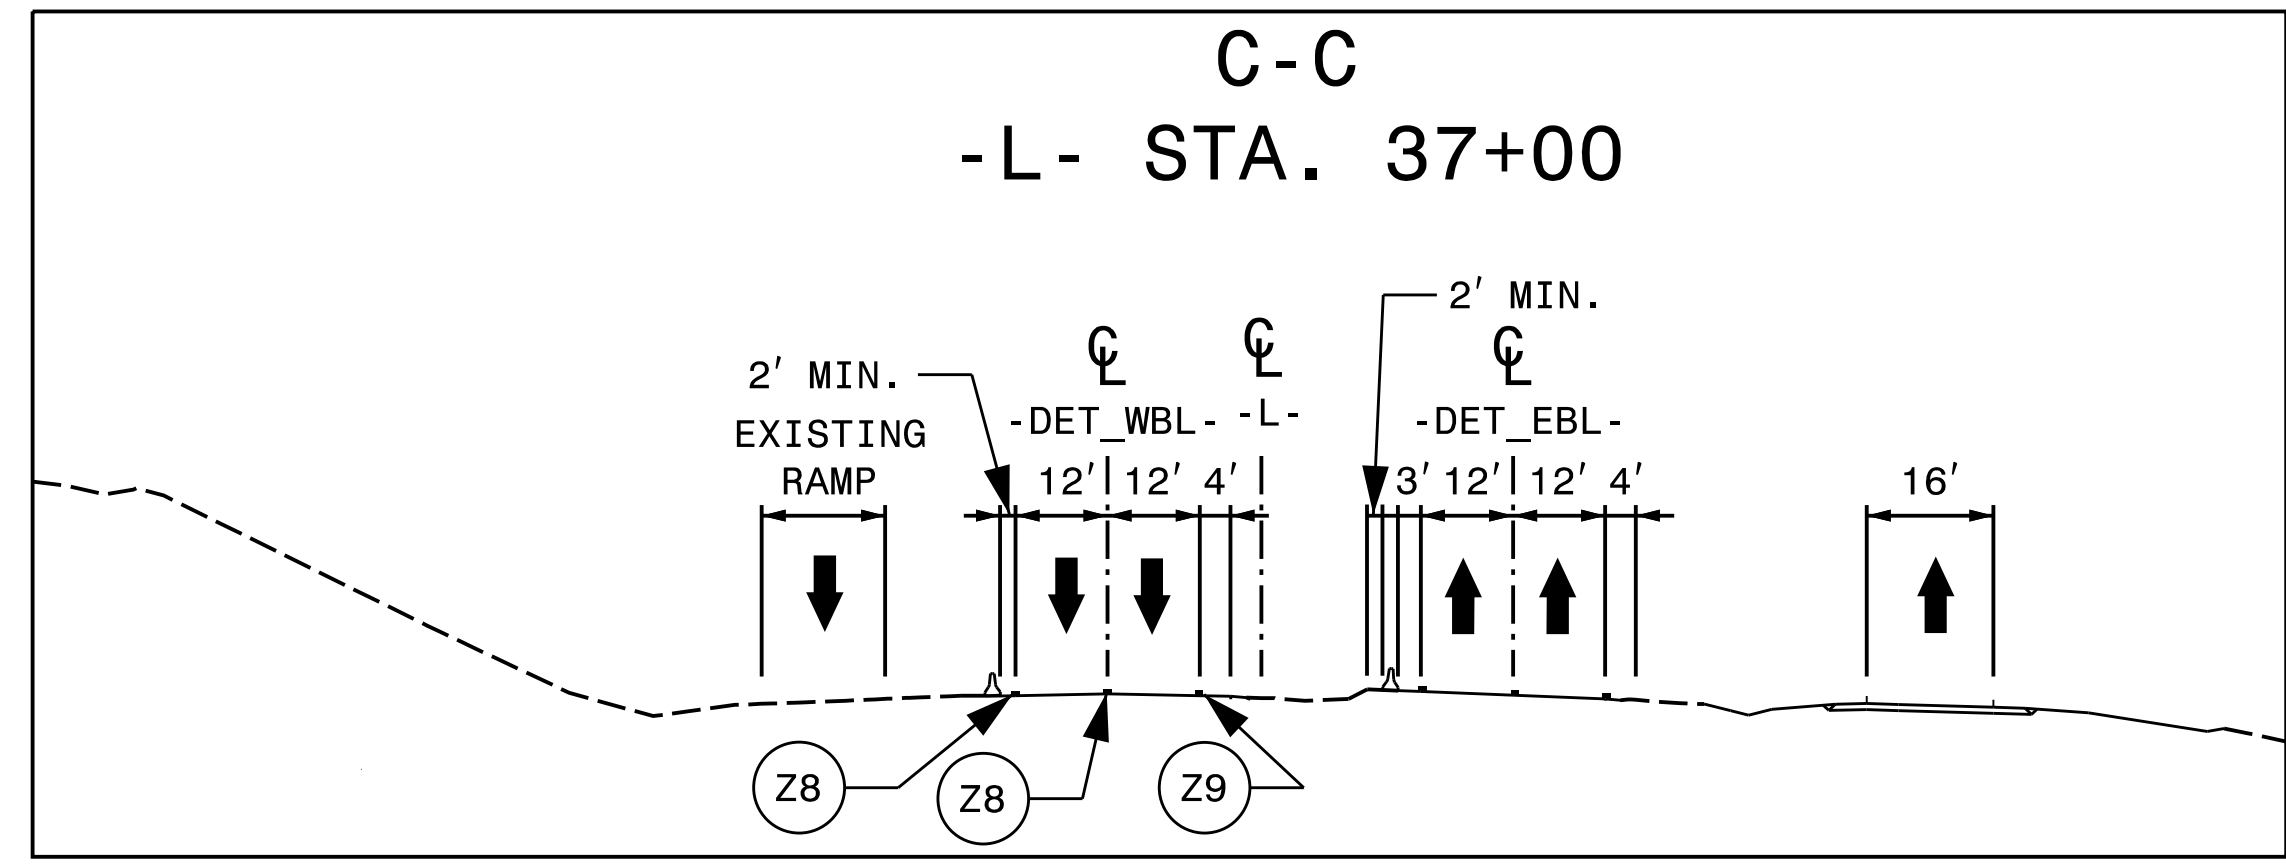 C-C
-L- STA. 37+00
2' MIN.
2' MIN.
℄ ℄ ℄
-DET_WBL- -L- -DET_EBL-
EXISTING
RAMP
12' 12' 4' 3' 12' 12' 4' 16'
Z8 Z8 Z9